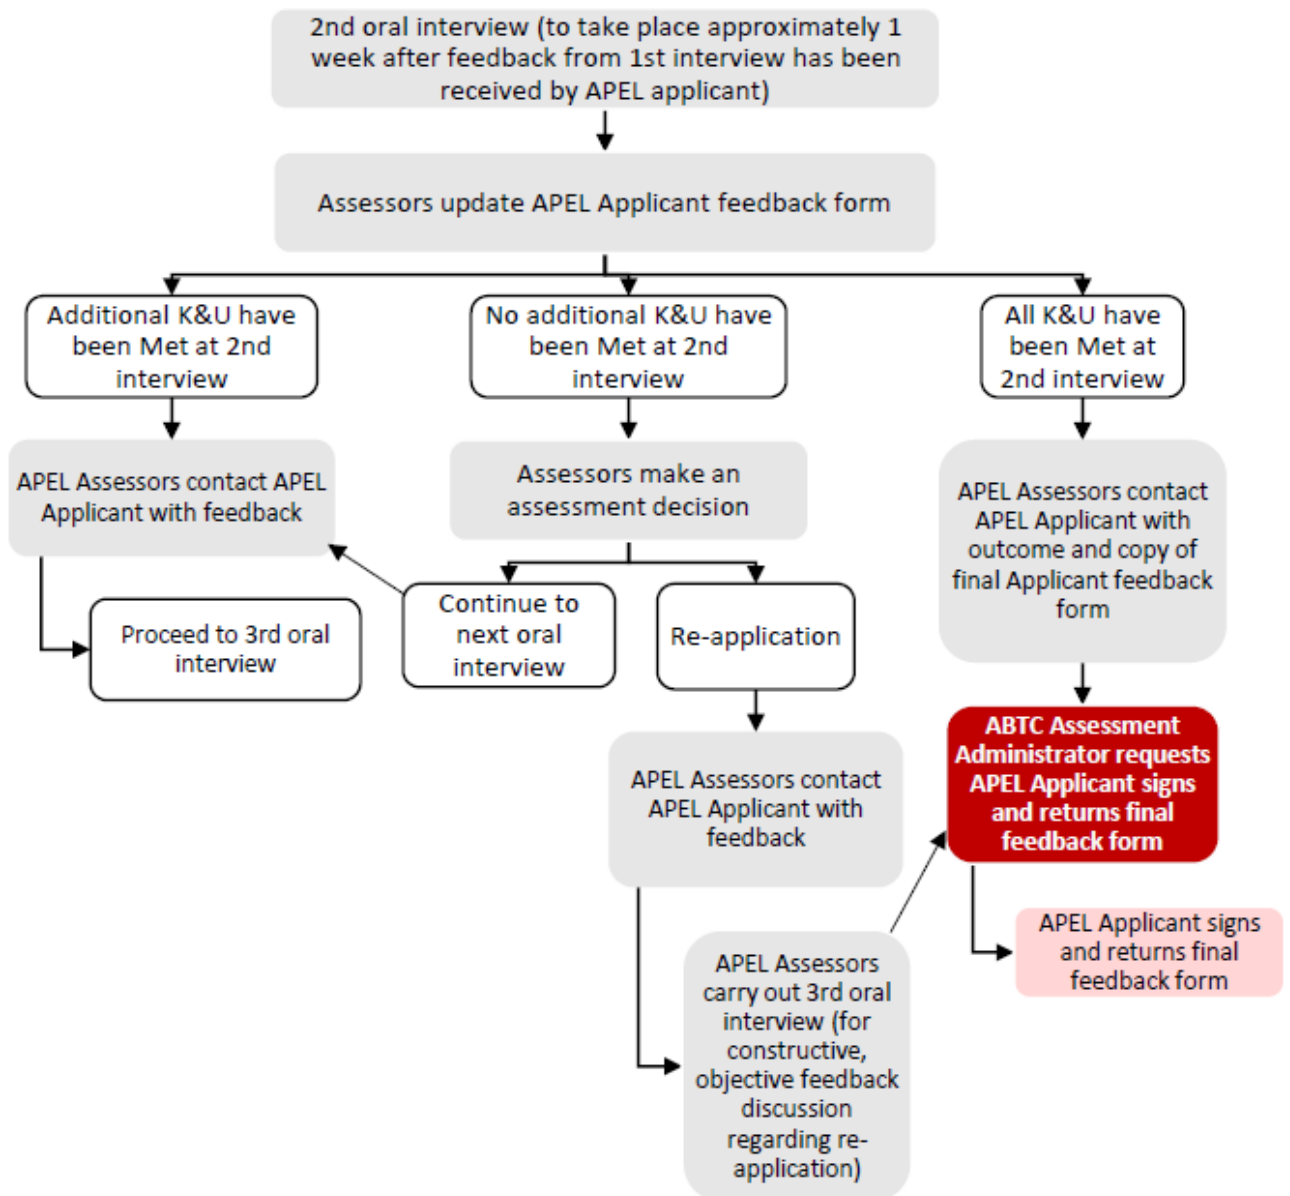 2nd oral interview (to take place approximately 1
week after feedback from 1st interview has been
received by APEL applicant)
Assessors update APEL Applicant feedback form
Additional K&U have
been Met at 2nd
interview
No additional K&U have
been Met at 2nd
interview
All K&U have
been Met at
2nd interview
APEL Assessors contact APEL
Applicant with feedback
Assessors make an
assessment decision
APEL Assessors contact
APEL Applicant with
outcome and copy of
final Applicant feedback
form
Proceed to 3rd oral
interview
Continue to
next oral
interview
Re-application
ABTC Assessment
Administrator requests
APEL Applicant signs
and returns final
feedback form
APEL Assessors contact
APEL Applicant with
feedback
APEL Applicant signs
and returns final
feedback form
APEL Assessors
carry out 3rd oral
interview (for
constructive,
objective feedback
discussion
regarding re-
application)